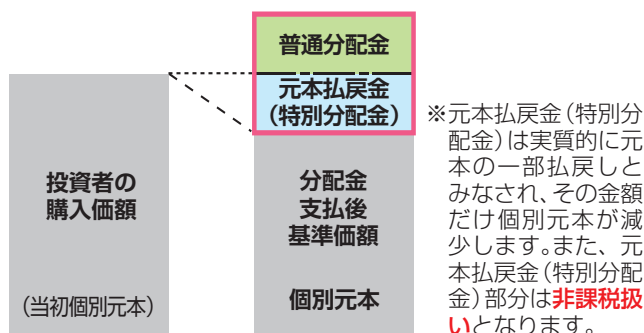 普通分配金
元本払戻金
(特別分配金)
投資者の
購入価額
(当初個別元本)
分配金
支払後
基準価額
個別元本
※元本払戻金(特別分
配金)は実質的に元
本の一部払戻しと
みなされ、その金額
だけ個別元本が減
少します。また、元
本払戻金(特別分配
金)部分は非課税扱
いとなります。